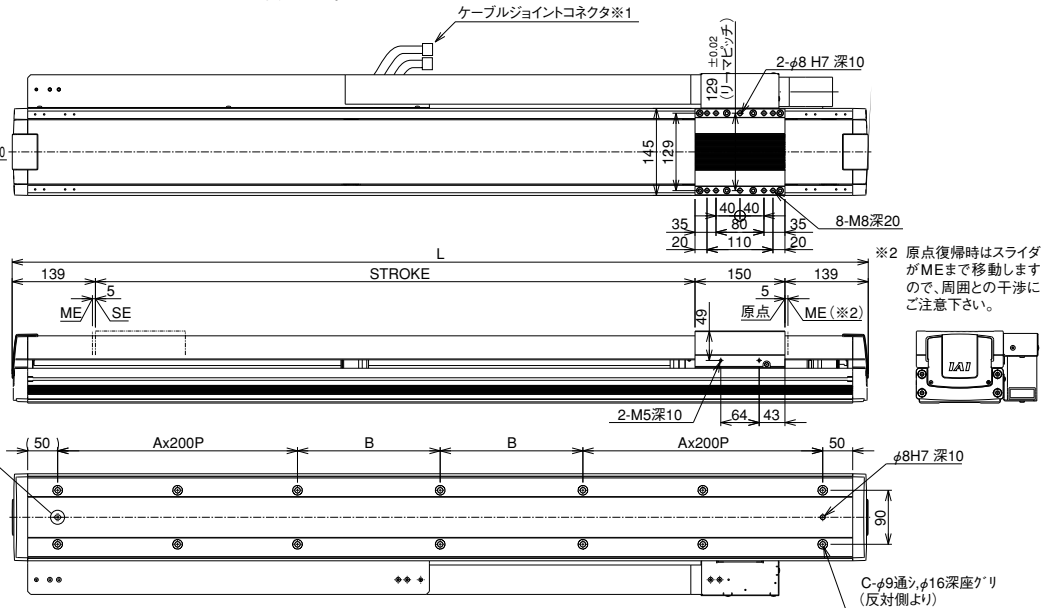 ケーブルジョイントコネクタ※1
129 ±0.02
(リーマピッチ)
2-φ8 H7 深10
145
129
0
40 40
35 80 35
20 110 20
8-M8深20
L
139 STROKE 150 139
5 5
ME SE 原点 ME(※2)
49
※2 原点復帰時はスライダ
がMEまで移動します
ので、周囲との干渉に
ご注意下さい。
IAI
2-M5深10
64 43
(50) Ax200P B B Ax200P 50
φ8H7 深10
90
C-φ9通シ,φ16深座グリ
(反対側より)